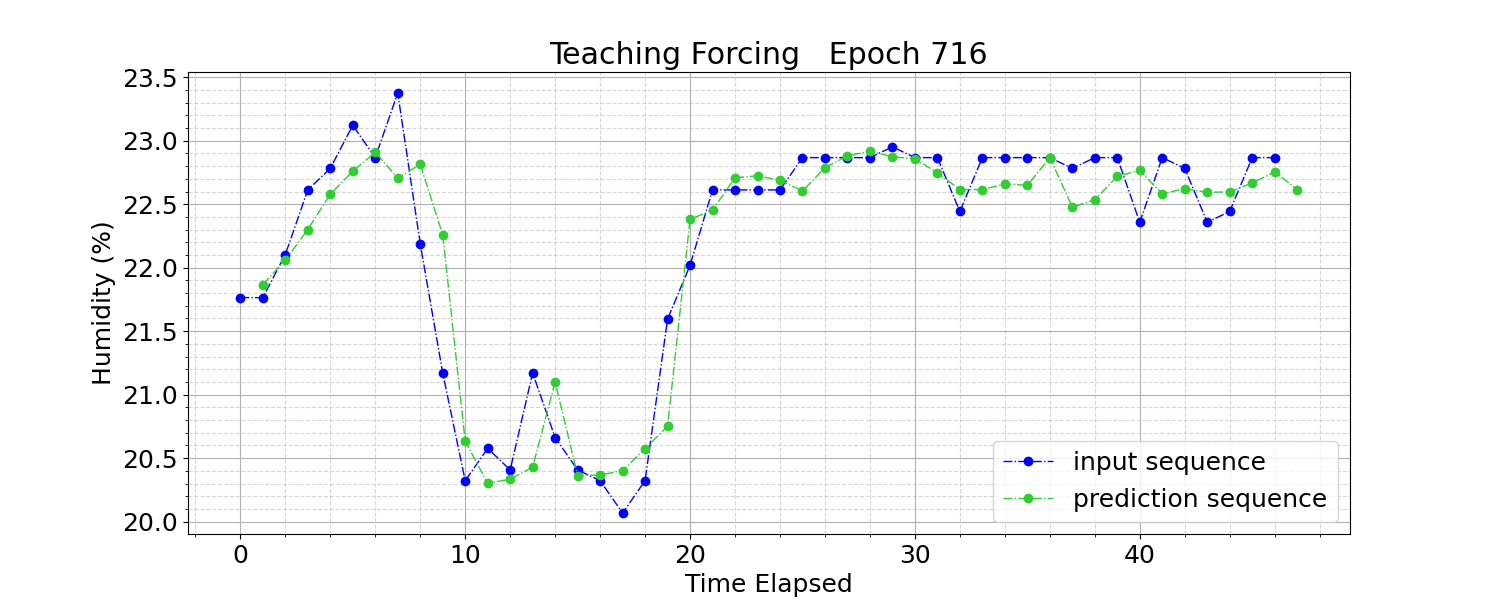 Teaching Forcing   Epoch 716
23.5
23.0
22.5
22.0
21.5
21.0
20.5
20.0
Humidity (%)
input sequence
prediction sequence
0 10 20 30 40
Time Elapsed